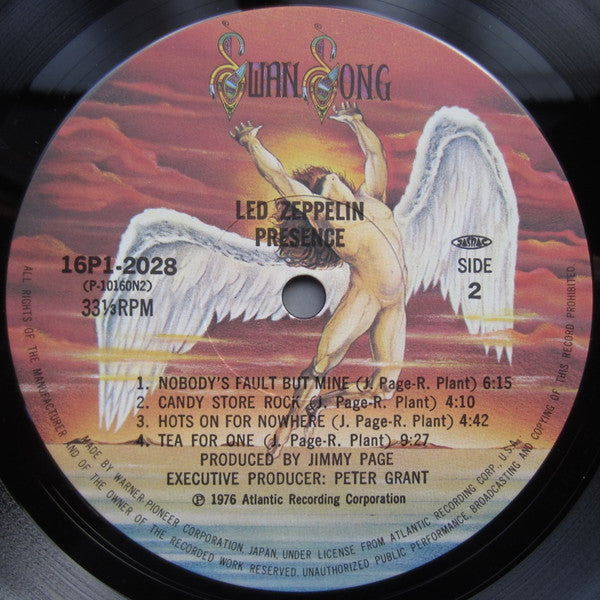 SWAN SONG
LED ZEPPELIN
PRESENCE
16P1-2028
(P-10160N2)
33⅓RPM
JASRAC
SIDE
2
1. NOBODY'S FAULT BUT MINE (J. Page-R. Plant) 6:15
2. CANDY STORE ROCK (J. Page-R. Plant) 4:10
3. HOTS ON FOR NOWHERE (J. Page-R. Plant) 4:42
4. TEA FOR ONE (J. Page-R. Plant) 9:27
PRODUCED BY JIMMY PAGE
EXECUTIVE PRODUCER: PETER GRANT
℗ 1976 Atlantic Recording Corporation
MADE BY WARNER-PIONEER CORPORATION, JAPAN, UNDER LICENSE FROM ATLANTIC RECORDING CORP., U.S.A.
ALL RIGHTS OF THE MANUFACTURER AND OF THE OWNER OF THE RECORDED WORK RESERVED. UNAUTHORIZED PUBLIC PERFORMANCE, BROADCASTING AND COPYING OF THIS RECORD PROHIBITED.